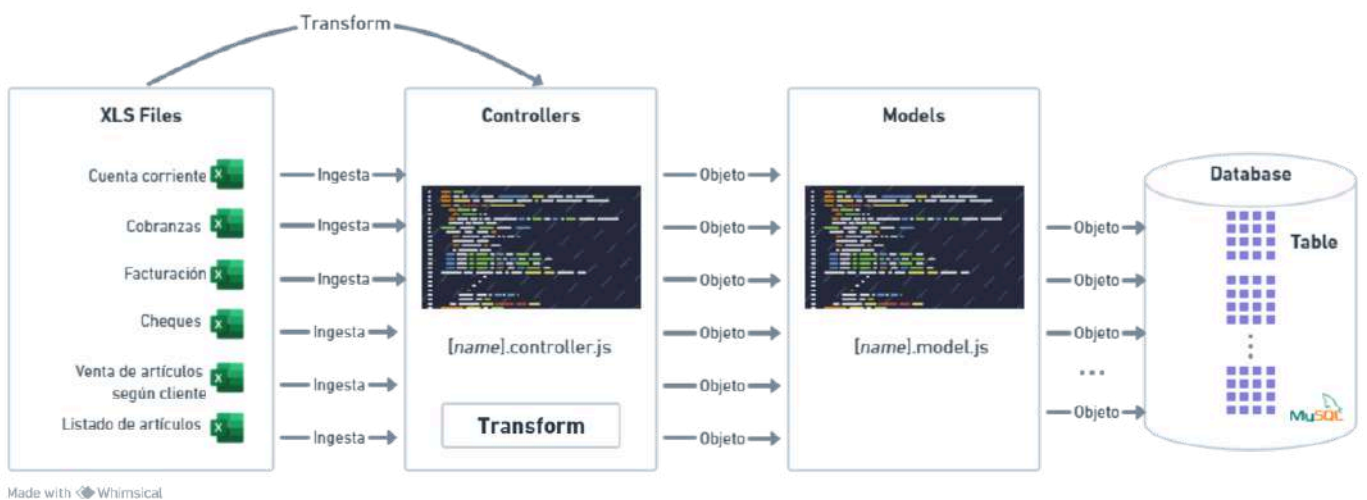 Transform
XLS Files
Cuenta corriente
Cobranzas
Facturación
Cheques
Venta de artículos
según cliente
Listado de artículos
Ingesta
Ingesta
Ingesta
Ingesta
Ingesta
Ingesta
Controllers
[name].controller.js
Transform
Objeto
Objeto
Objeto
Objeto
Objeto
Objeto
Models
[name].model.js
Objeto
Objeto
Objeto
...
Objeto
Database
Table
MySQL
Made with Whimsical